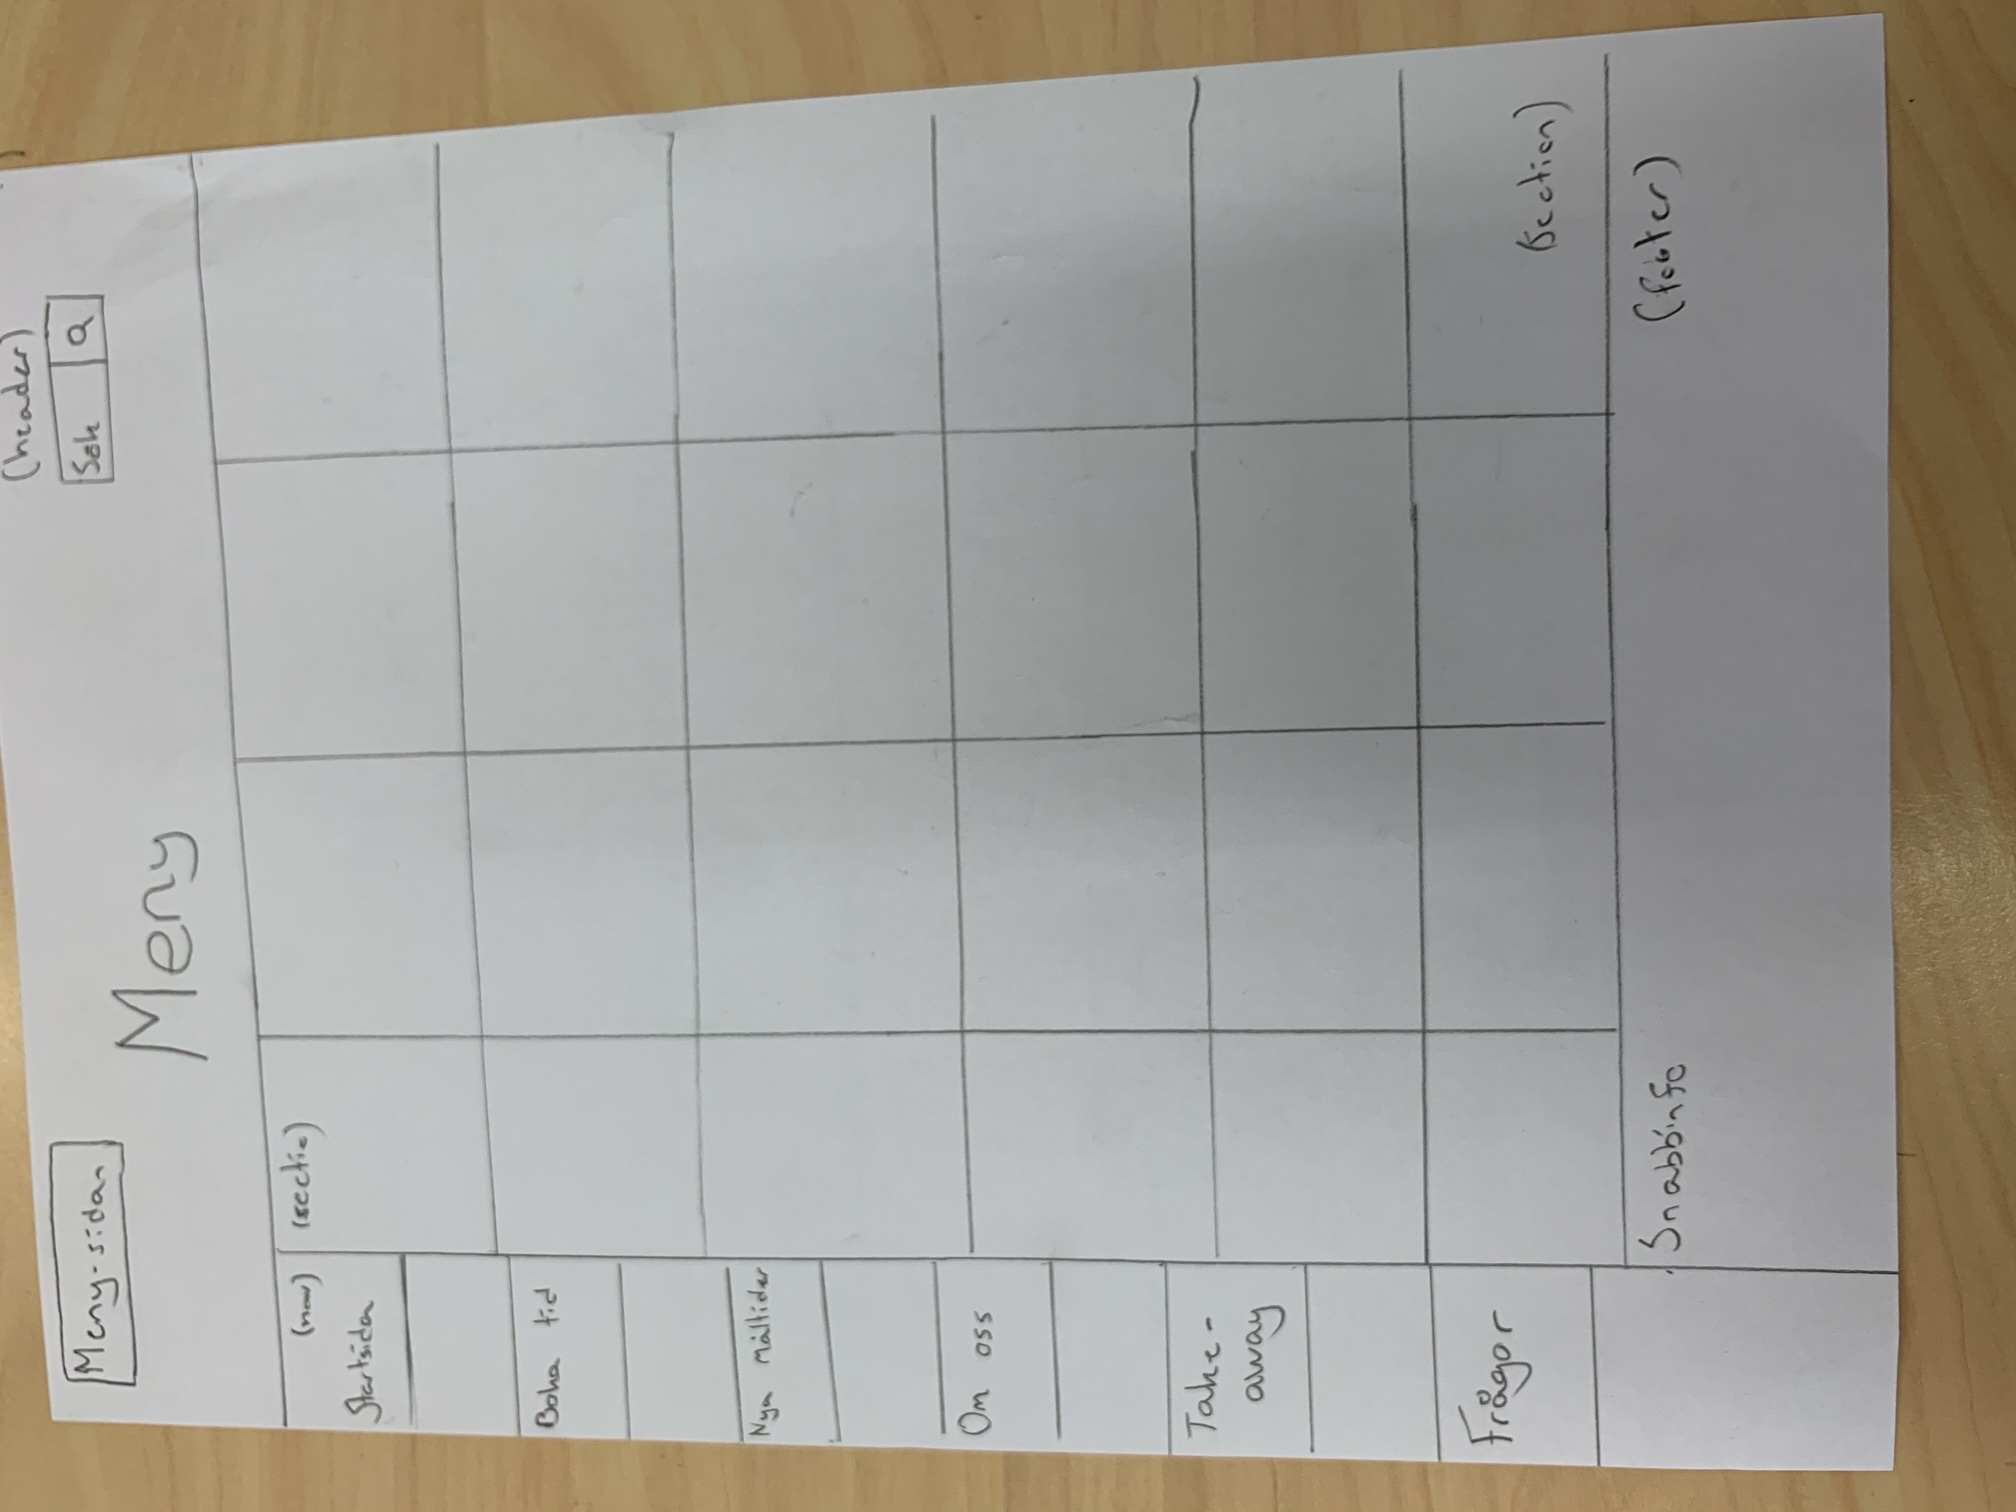 (header)
Meny-sidan
Sök
Meny
(nav)
(sectio)
Startsidan
Boka tid
Nya Måltider
Om oss
Take-
away
Frågor
(Section)
Snabbinfo
(footer)